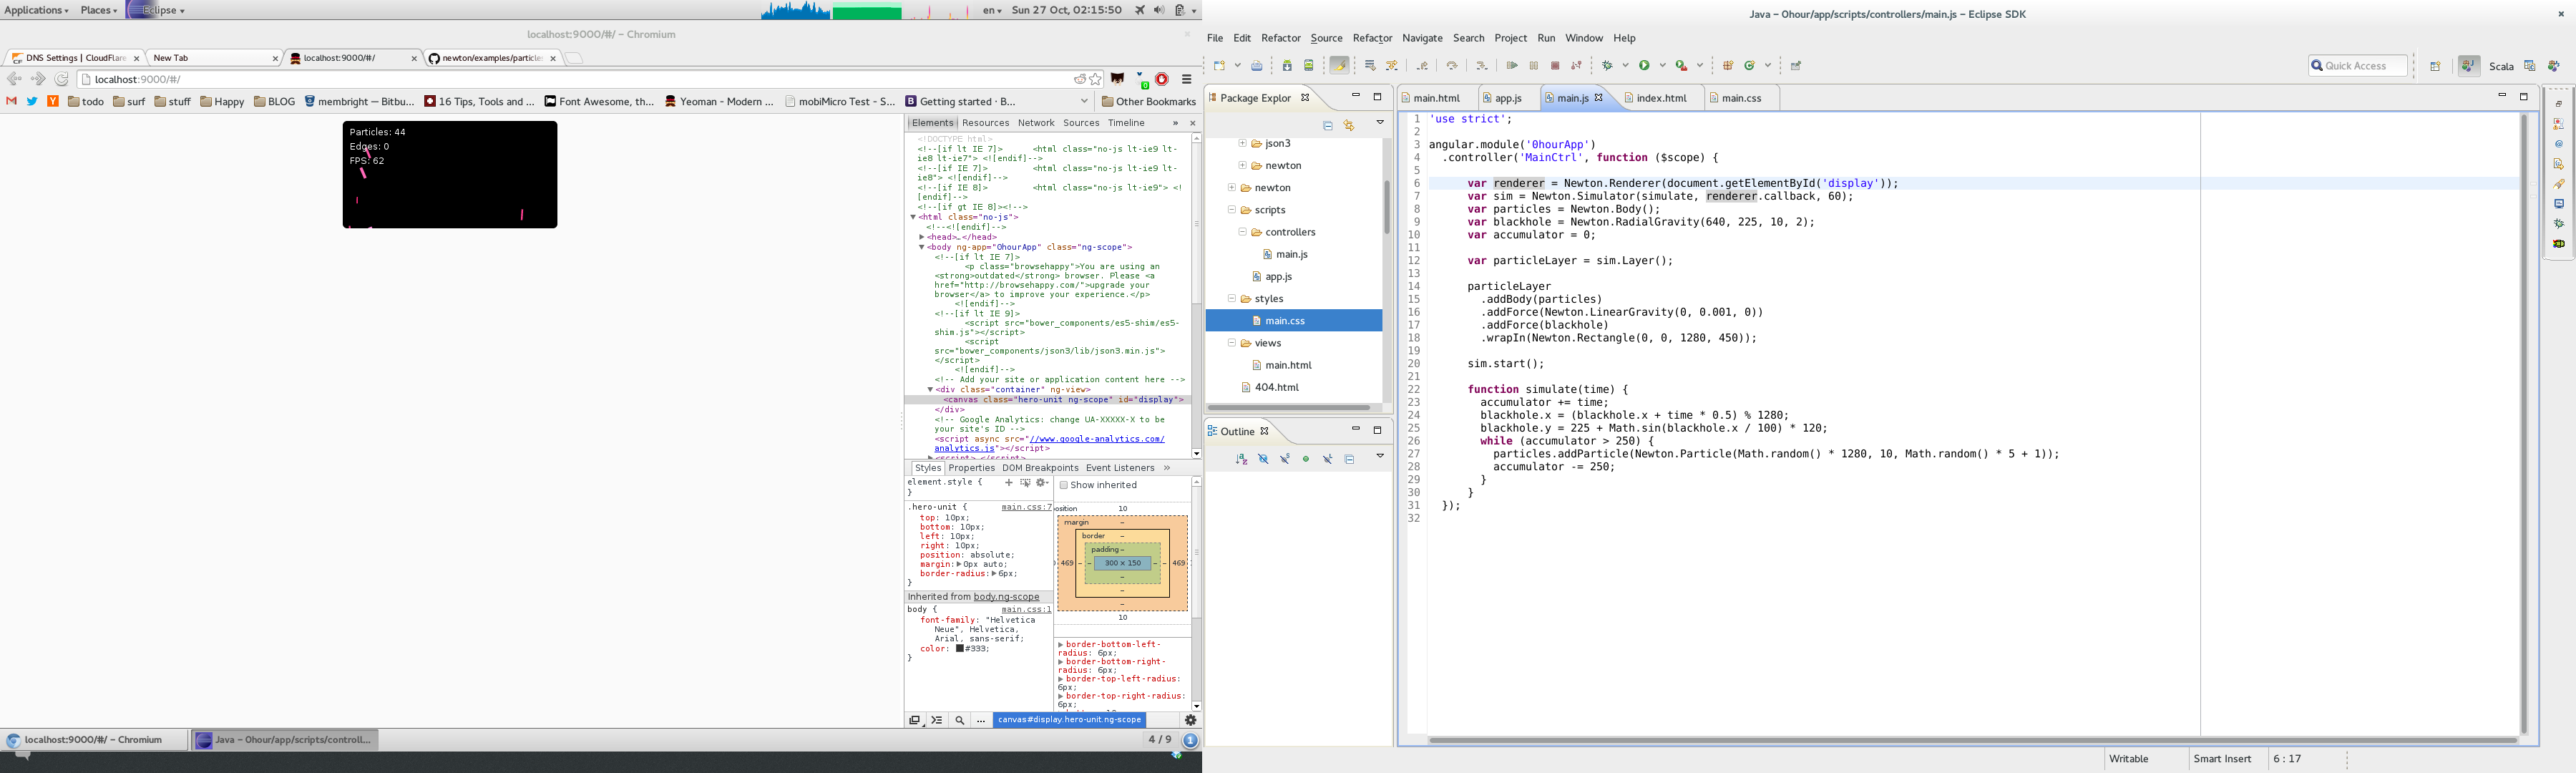 Applications Places Eclipse en Sun 27 Oct, 02:15:50
localhost:9000/#/ – Chromium
DNS Settings | CloudFlare
New Tab
localhost:9000/#/
newton/examples/particle
localhost:9000/#/
todo surf stuff Happy BLOG membright — Bitbu... 16 Tips, Tools and ... Font Awesome, th... Yeoman - Modern ... mobiMicro Test - S... Getting started · B... Other Bookmarks
Particles: 44
Edges: 0
FPS: 62
Elements Resources Network Sources Timeline »
<!DOCTYPE html>
<!--[if lt IE 7]> <html class="no-js lt-ie9 lt-
ie8 lt-ie7"> <![endif]-->
<!--[if IE 7]> <html class="no-js lt-ie9 lt-
ie8"> <![endif]-->
<!--[if IE 8]> <html class="no-js lt-ie9"> <!
[endif]-->
<!--[if gt IE 8]><!-->
<html class="no-js">
<!--<![endif]-->
<head>…</head>
<body ng-app="OhourApp" class="ng-scope">
<!--[if lt IE 7]>
<p class="browsehappy">You are using an
<strong>outdated</strong> browser. Please <a
href="http://browsehappy.com/">upgrade your
browser</a> to improve your experience.</p>
<![endif]-->
<!--[if lt IE 9]>
<script src="bower_components/es5-shim/es5-
shim.js"></script>
<script
src="bower_components/json3/lib/json3.min.js">
</script>
<![endif]-->
<!-- Add your site or application content here -->
<div class="container" ng-view>
<canvas class="hero-unit ng-scope" id="display">
</div>
<!-- Google Analytics: change UA-XXXXX-X to be
your site's ID -->
<script async src="//www.google-analytics.com/
analytics.js"></script>
<script>…</script>
Styles Properties DOM Breakpoints Event Listeners »
element.style {
}
.hero-unit { main.css:7
top: 10px;
bottom: 10px;
left: 10px;
right: 10px;
position: absolute;
margin: 0px auto;
border-radius: 6px;
}
Inherited from body.ng-scope
body { main.css:1
font-family: "Helvetica
Neue", Helvetica,
Arial, sans-serif;
color: #333;
}
Show inherited
osition 10
margin –
border –
padding –
469 – – 300 × 150 – – 469
–
–
–
10
border-bottom-left-
radius: 6px;
border-bottom-right-
radius: 6px;
border-top-left-radius:
6px;
border-top-right-radius:
6px;
canvas#display.hero-unit.ng-scope
localhost:9000/#/ – Chromium
Java – Ohour/app/scripts/controll...
4 / 9 1
Java – Ohour/app/scripts/controllers/main.js – Eclipse SDK
File Edit Refactor Source Refactor Navigate Search Project Run Window Help
Quick Access
Scala
Package Explor
json3
newton
newton
scripts
controllers
main.js
app.js
styles
main.css
views
main.html
404.html
Outline
main.html app.js main.js index.html main.css
1 'use strict';
2
3 angular.module('0hourApp')
4 .controller('MainCtrl', function ($scope) {
5
6 var renderer = Newton.Renderer(document.getElementById('display'));
7 var sim = Newton.Simulator(simulate, renderer.callback, 60);
8 var particles = Newton.Body();
9 var blackhole = Newton.RadialGravity(640, 225, 10, 2);
10 var accumulator = 0;
11
12 var particleLayer = sim.Layer();
13
14 particleLayer
15 .addBody(particles)
16 .addForce(Newton.LinearGravity(0, 0.001, 0))
17 .addForce(blackhole)
18 .wrapIn(Newton.Rectangle(0, 0, 1280, 450));
19
20 sim.start();
21
22 function simulate(time) {
23 accumulator += time;
24 blackhole.x = (blackhole.x + time * 0.5) % 1280;
25 blackhole.y = 225 + Math.sin(blackhole.x / 100) * 120;
26 while (accumulator > 250) {
27 particles.addParticle(Newton.Particle(Math.random() * 1280, 10, Math.random() * 5 + 1));
28 accumulator -= 250;
29 }
30 }
31 });
32
Writable Smart Insert 6 : 17